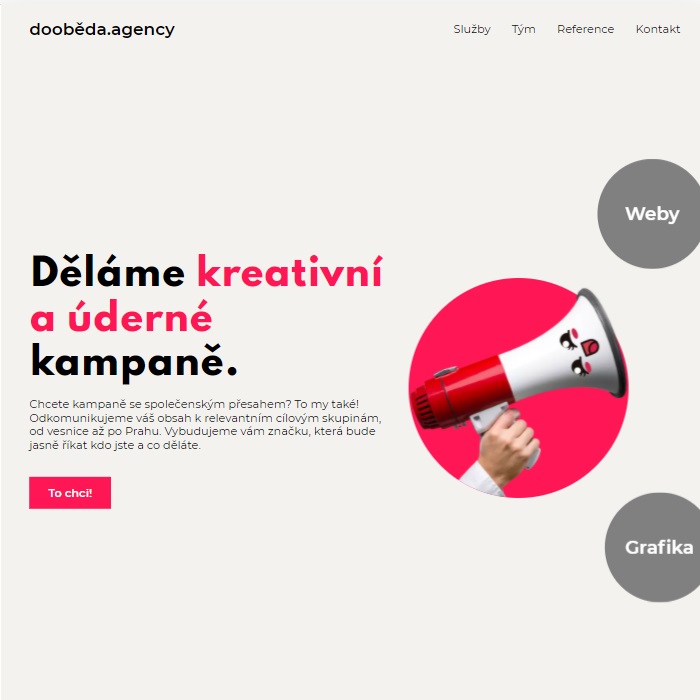 dooběda.agency
Služby
Tým
Reference
Kontakt
Weby
Děláme kreativní
a úderné
kampaně.
Chcete kampaně se společenským přesahem? To my také!
Odkomunikujeme váš obsah k relevantním cílovým skupinám,
od vesnice až po Prahu. Vybudujeme vám značku, která bude
jasně říkat kdo jste a co děláte.
To chci!
Grafika